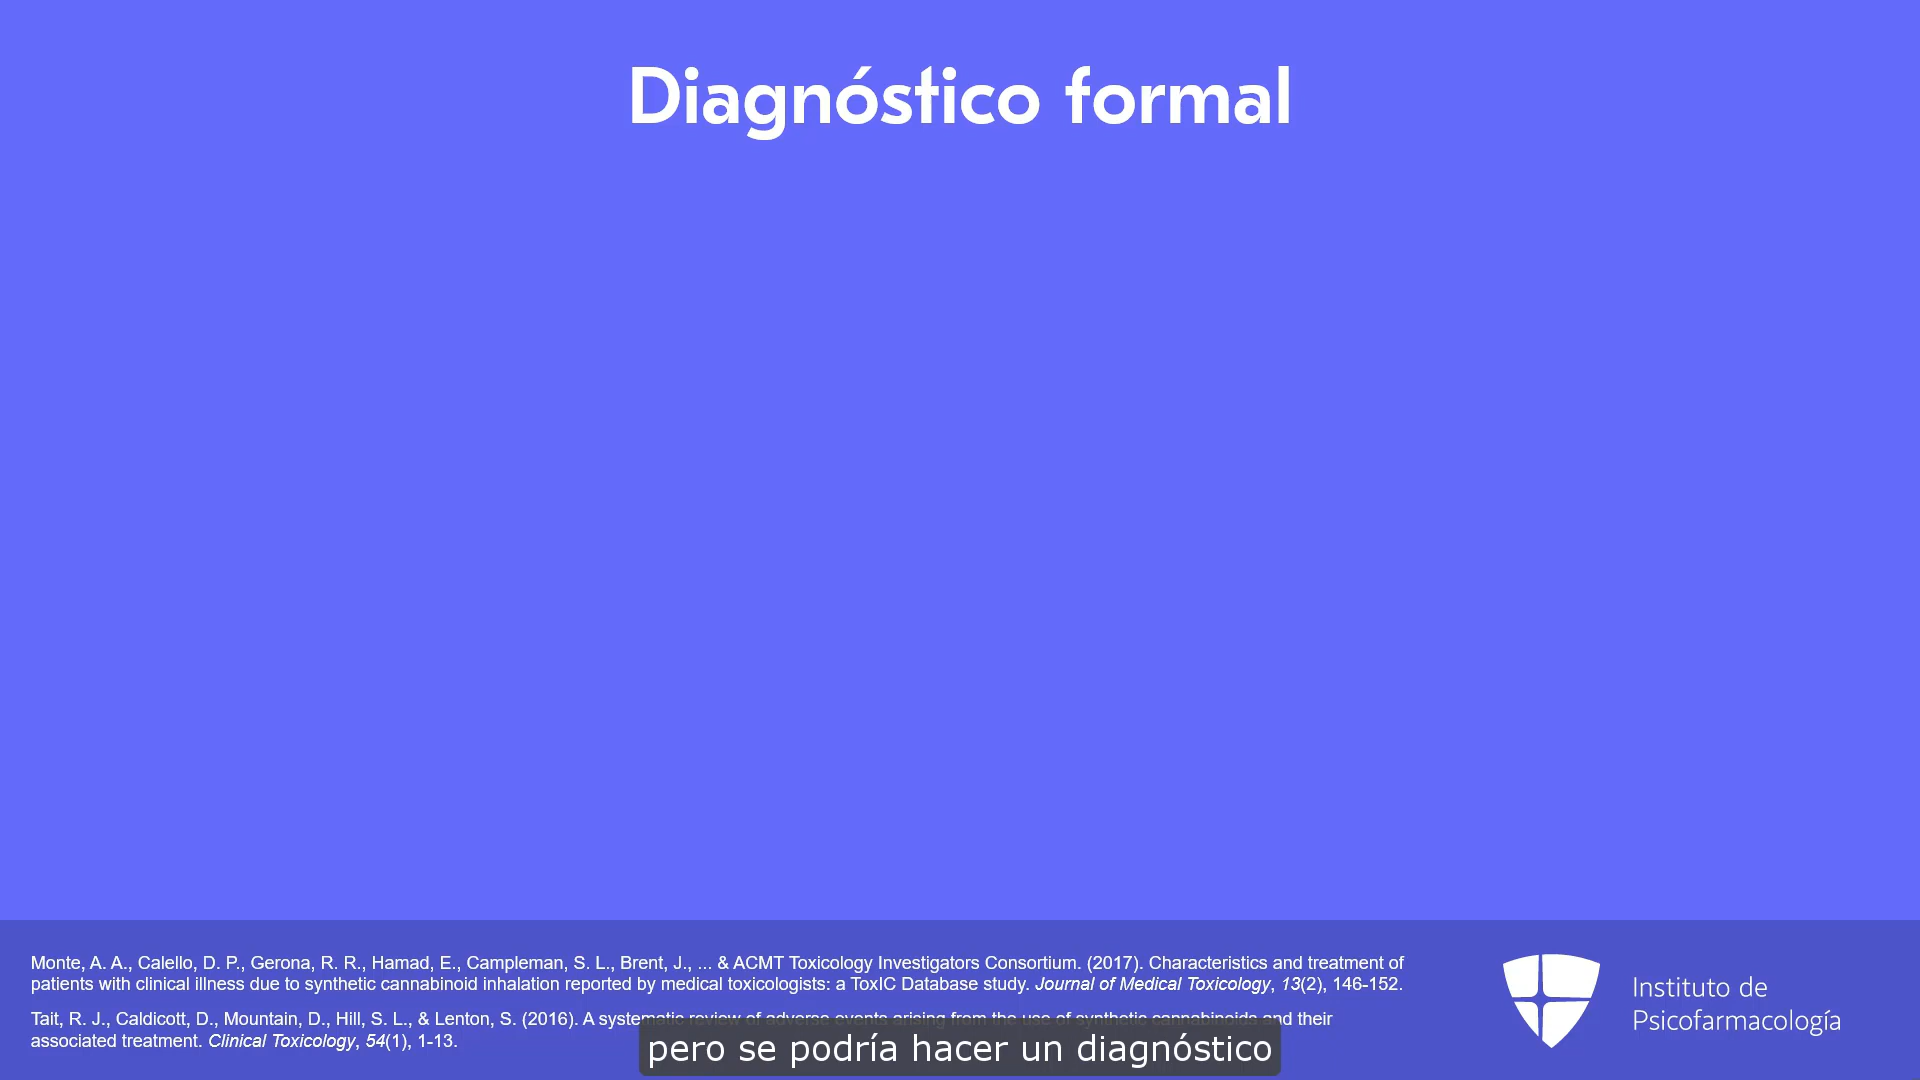 Diagnóstico formal
Monte, A. A., Calello, D. P., Gerona, R. R., Hamad, E., Campleman, S. L., Brent, J., ... & ACMT Toxicology Investigators Consortium. (2017). Characteristics and treatment of
patients with clinical illness due to synthetic cannabinoid inhalation reported by medical toxicologists: a ToxIC Database study. Journal of Medical Toxicology, 13(2), 146-152.
Tait, R. J., Caldicott, D., Mountain, D., Hill, S. L., & Lenton, S. (2016). A systematic review of adverse events arising from the use of synthetic cannabinoids and their
associated treatment. Clinical Toxicology, 54(1), 1-13.
pero se podría hacer un diagnóstico
Instituto de
Psicofarmacología